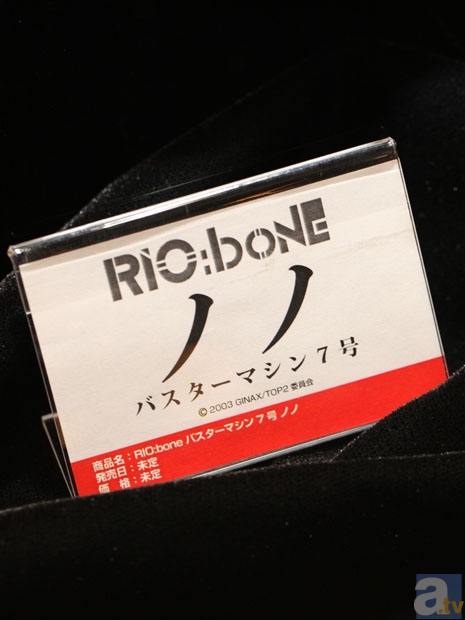 RIO:boNE
ノノ
バスターマシン7号
© 2003 GINAX/TOP2 委員会
商品名：RIO:bone バスターマシン7号 ノノ
発売日：未定
価　格：未定
a.tv